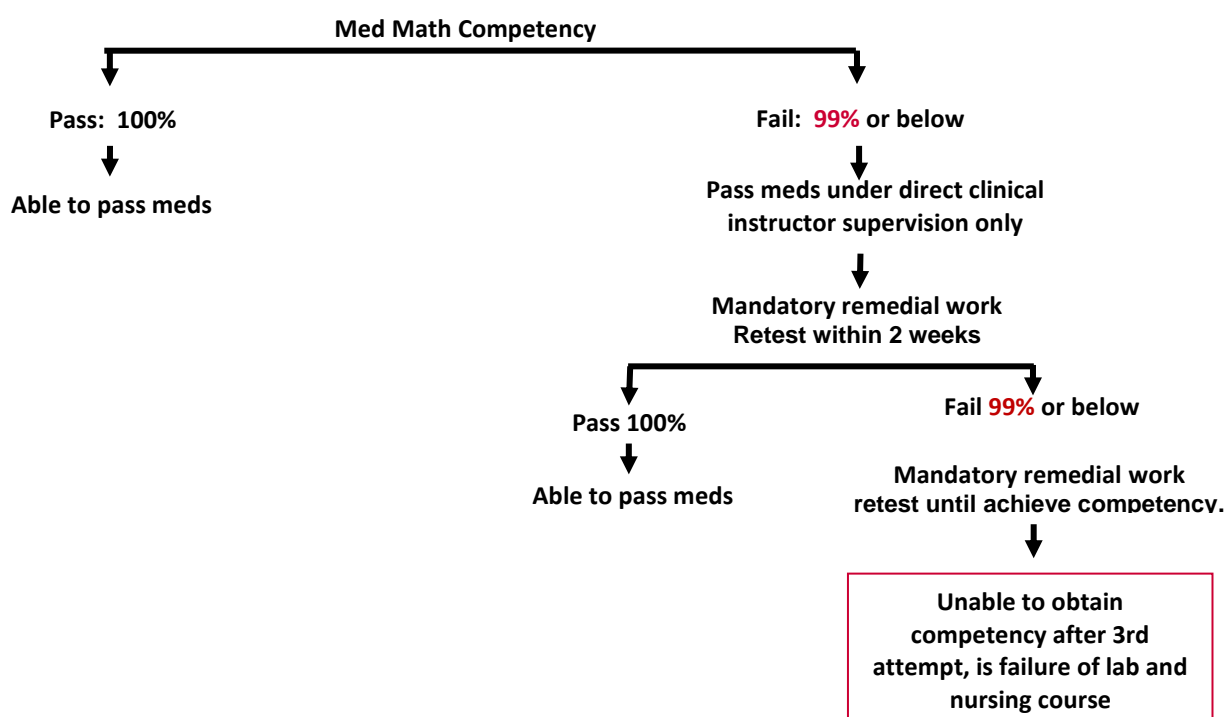 Med Math Competency
Pass: 100%
Fail: 99% or below
Able to pass meds
Pass meds under direct clinical
instructor supervision only
Mandatory remedial work
Retest within 2 weeks
Pass 100%
Fail 99% or below
Able to pass meds
Mandatory remedial work
retest until achieve competency.
Unable to obtain
competency after 3rd
attempt, is failure of lab and
nursing course